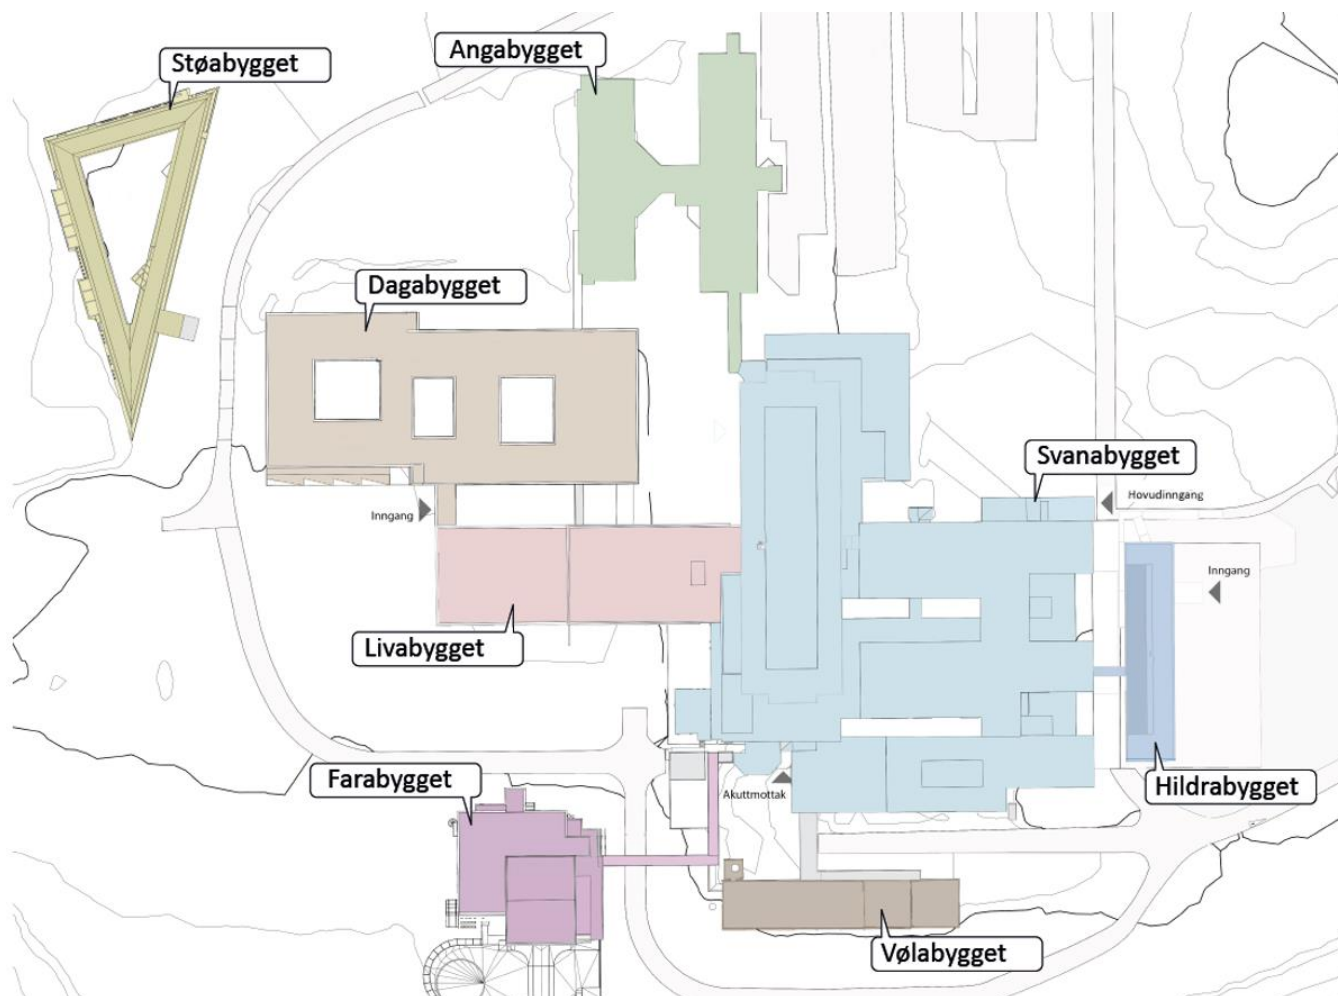 Angabygget
Støabygget
Dagabygget
Svanabygget
Hovudinngang
Inngang
Inngang
Livabygget
Farabygget
Hildrabygget
Akuttmottak
Vølabygget